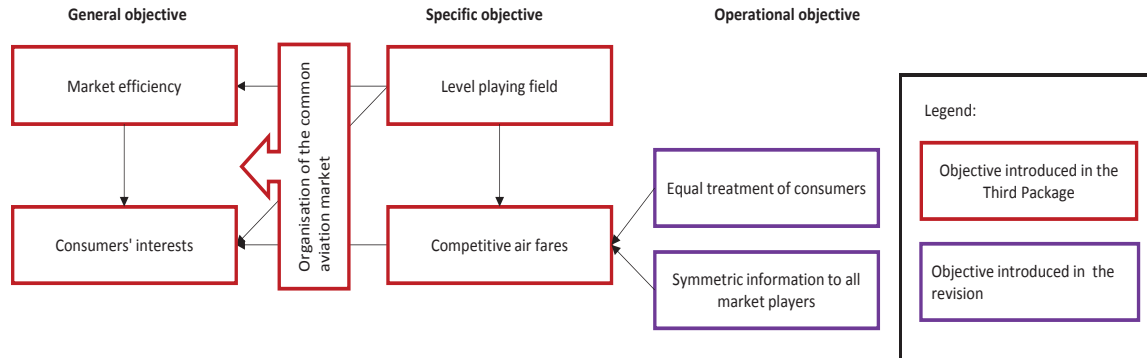 General objective
Specific objective
Operational objective
Market efficiency
Organisation of the common
aviation market
Level playing field
Legend:
Objective introduced in the
Third Package
Equal treatment of consumers
Consumers' interests
Competitive air fares
Symmetric information to all
market players
Objective introduced in the
revision